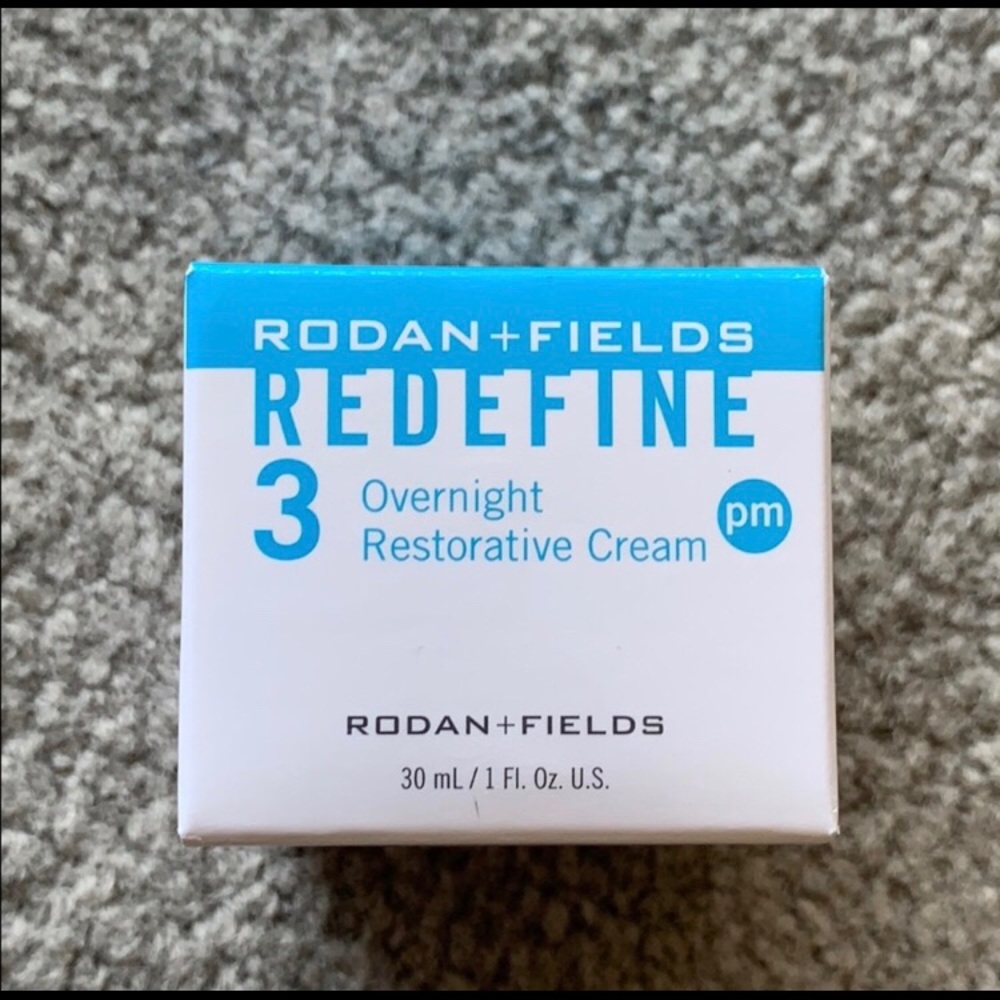 RODAN+FIELDS
REDEFINE
3 Overnight
Restorative Cream pm
RODAN+FIELDS
30 mL / 1 Fl. Oz. U.S.